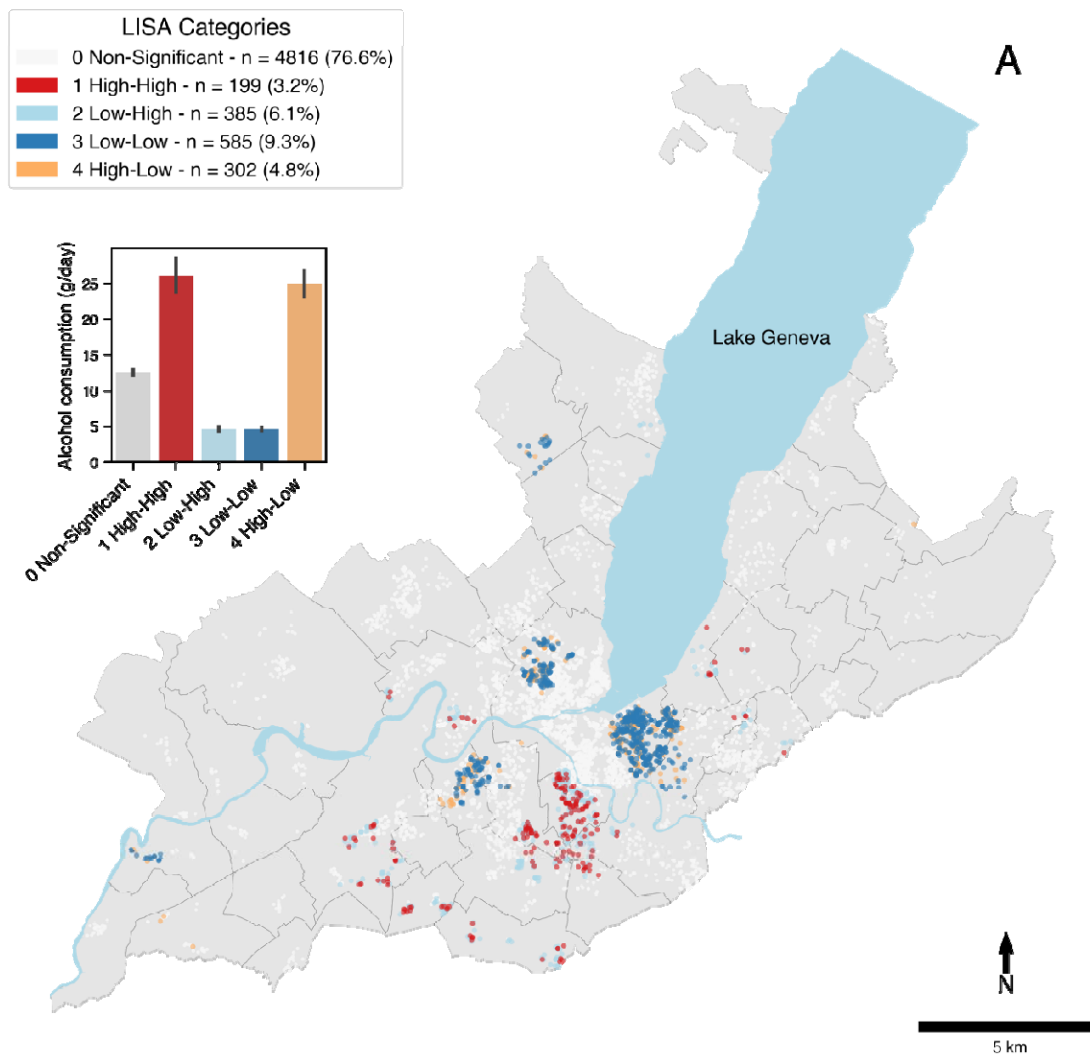 LISA Categories
0 Non-Significant - n = 4816 (76.6%)
1 High-High - n = 199 (3.2%)
2 Low-High - n = 385 (6.1%)
3 Low-Low - n = 585 (9.3%)
4 High-Low - n = 302 (4.8%)
A
Alcohol consumption (g/day)
25
20
15
10
5
0
0 Non-Significant
1 High-High
2 Low-High
3 Low-Low
4 High-Low
Lake Geneva
N
5 km